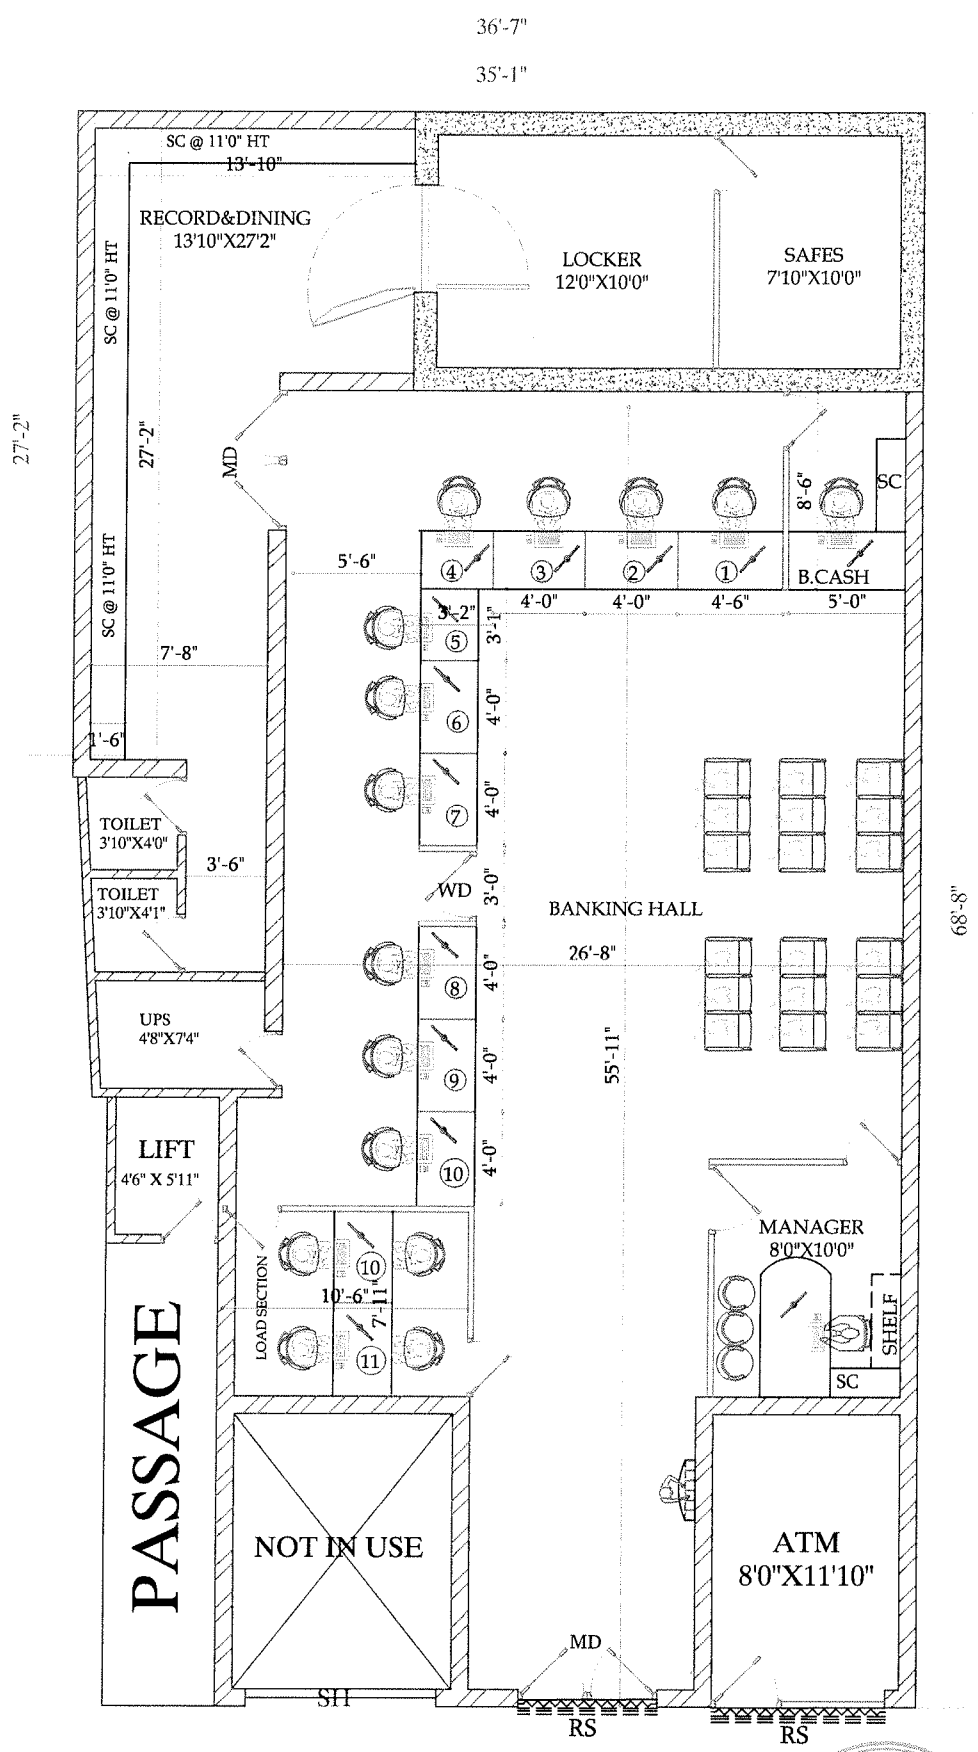 36'-7"
35'-1"
SC @ 11'0" HT
13'-10"
RECORD&DINING
13'10"X27'2"
SC @ 11'0" HT
LOCKER
12'0"X10'0"
SAFES
7'10"X10'0"
27'-2"
27'-2"
MD
8'-6"
SC
SC @ 11'0" HT
5'-6"
4
3
2
1
B.CASH
4'-0"
4'-0"
4'-6"
5'-0"
3'-2"
3'-1"
5
7'-8"
6
4'-0"
1'-6"
7
4'-0"
TOILET
3'10"X4'0"
3'-6"
TOILET
3'10"X4'1"
WD
3'-0"
BANKING HALL
68'-8"
26'-8"
8
4'-0"
UPS
4'8"X7'4"
55'-11"
9
4'-0"
LIFT
4'6" X 5'11"
10
4'-0"
MANAGER
8'0"X10'0"
LOAD SECTION
10
10'-6"
7'-11"
11
SHELF
SC
PASSAGE
NOT IN USE
ATM
8'0"X11'10"
MD
SH
RS
RS